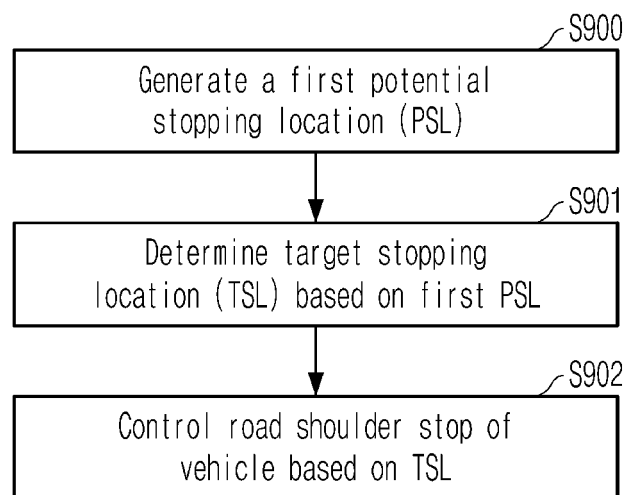 S900
Generate a first potential
stopping location (PSL)
S901
Determine target stopping
location (TSL) based on first PSL
S902
Control road shoulder stop of
vehicle based on TSL